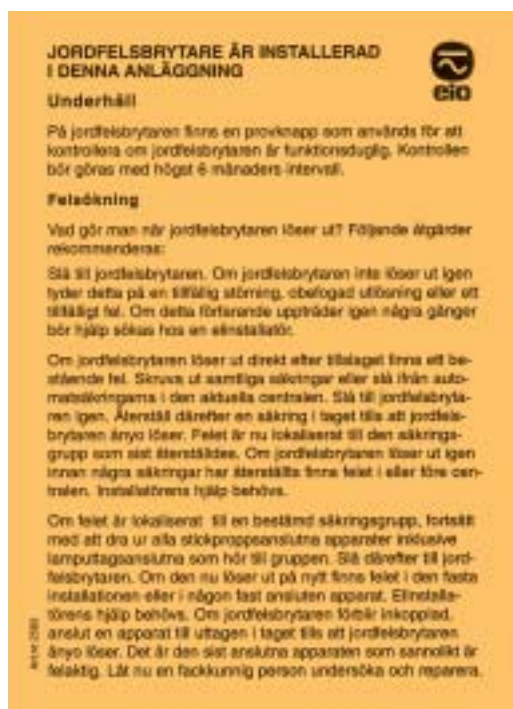 JORDFELSBRYTARE ÄR INSTALLERAD
I DENNA ANLÄGGNING
eio
Underhåll
På jordfelsbrytaren finns en provknapp som används för att
kontrollera om jordfelsbrytaren är funktionsduglig. Kontrollen
bör göras med högst 6 månaders intervall.
Felsökning
Vad gör man när jordfelsbrytaren löser ut? Följande åtgärder
rekommenderas:
Slå till jordfelsbrytaren. Om jordfelsbrytaren inte löser ut igen
tyder detta på en tillfällig störning, obefogad utlösning eller ett
tillfälligt fel. Om detta förfarande uppträder igen några gånger
bör hjälp sökas hos en elinstallatör.
Om jordfelsbrytaren löser ut direkt efter tillslaget finns ett be-
stående fel. Skruva ut samtliga säkringar eller slå ifrån auto-
matsäkringarna i den aktuella centralen. Slå till jordfelsbryta-
ren igen. Återställ därefter en säkring i taget tills att jordfels-
brytaren ånyo löser. Felet är nu lokaliserat till den säkrings-
grupp som sist återställdes. Om jordfelsbrytaren löser ut igen
innan några säkringar har återställts finns felet i eller före cen-
tralen. Installatörens hjälp behövs.
Om felet är lokaliserat till en bestämd säkringsgrupp, fortsätt
med att dra ur alla stickproppsanslutna apparater inklusive
lamputtagsanslutna som hör till gruppen. Slå därefter till jord-
felsbrytaren. Om den nu löser ut på nytt finns felet i den fasta
installationen eller i någon fast ansluten apparat. Elinstalla-
törens hjälp behövs. Om jordfelsbrytaren förblir inkopplad,
anslut en apparat till uttagen i taget tills att jordfelsbrytaren
ånyo löser. Det är den sist anslutna apparaten som sannolikt är
felaktig. Låt nu en fackkunnig person undersöka och reparera.
Art nr